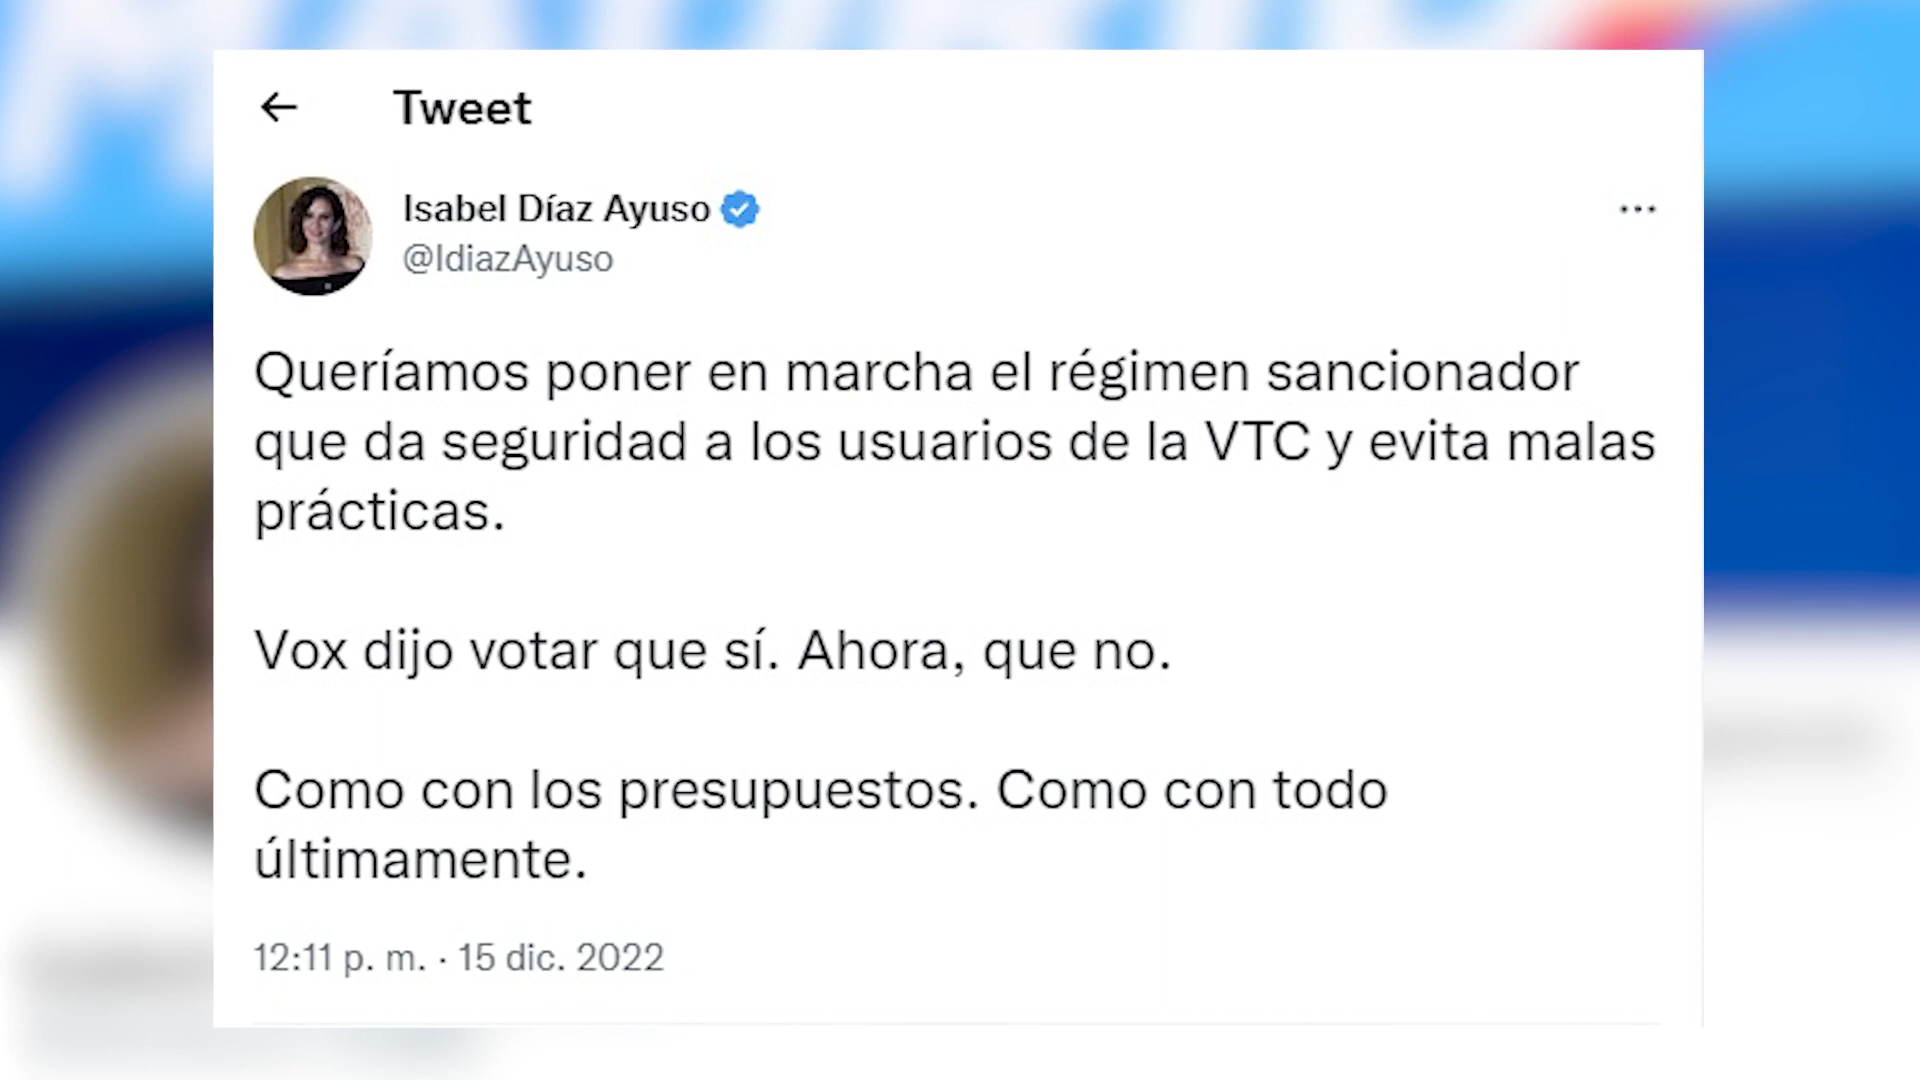 Tweet
Isabel Díaz Ayuso
@IdiazAyuso
Queríamos poner en marcha el régimen sancionador
que da seguridad a los usuarios de la VTC y evita malas
prácticas.
Vox dijo votar que sí. Ahora, que no.
Como con los presupuestos. Como con todo
últimamente.
12:11 p. m. · 15 dic. 2022